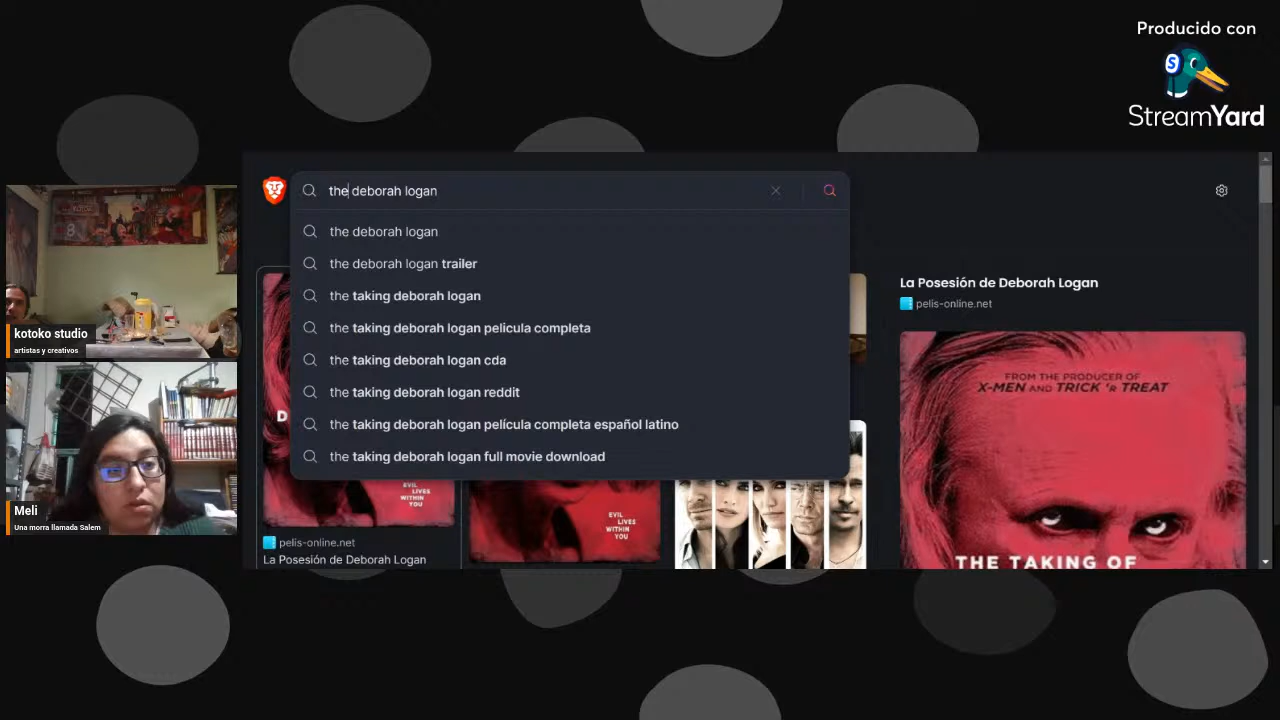 Producido con
StreamYard
the deborah logan
the deborah logan
the deborah logan trailer
the taking deborah logan
the taking deborah logan pelicula completa
the taking deborah logan cda
the taking deborah logan reddit
the taking deborah logan película completa español latino
the taking deborah logan full movie download
La Posesión de Deborah Logan
pelis-online.net
FROM THE PRODUCER OF
X-MEN AND TRICK 'R TREAT
THE TAKING OF
kotoko studio
artistas y creativos
Meli
Una morra llamada Salem
D
EVIL
LIVES
WITHIN
YOU
EVIL
LIVES
WITHIN
YOU
pelis-online.net
La Posesión de Deborah Logan